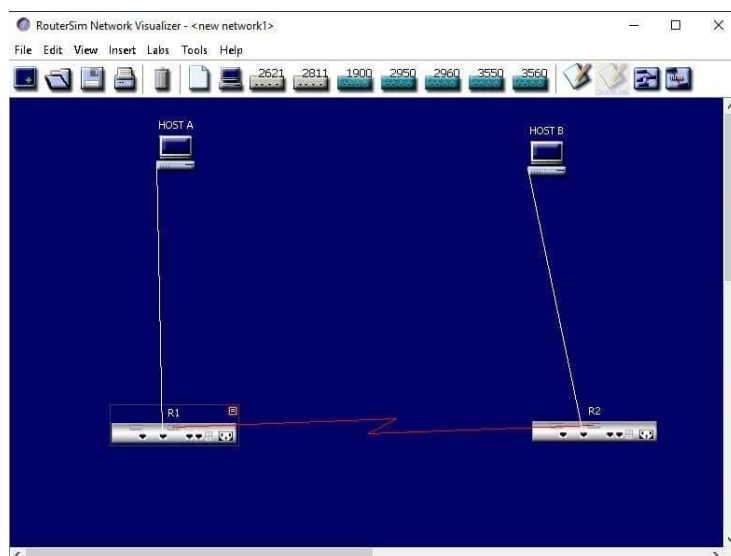 RouterSim Network Visualizer - <new network1>
File Edit View Insert Labs Tools Help
2621 2811 1900 2950 2960 3550 3560
HOST A
HOST B
R1
R2